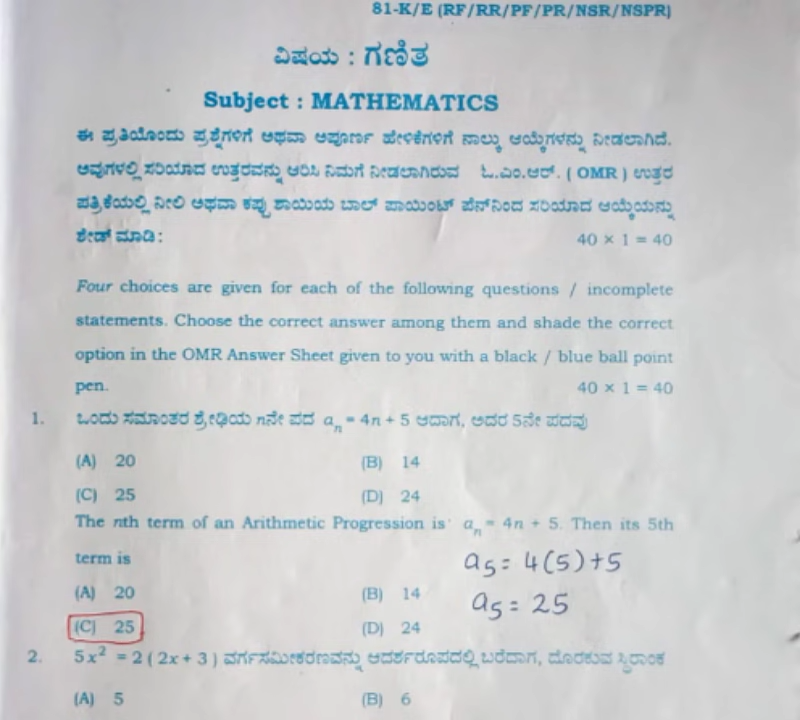 81-K/E (RF/RR/PF/PR/NSR/NSPR)
ವಿಷಯ : ಗಣಿತ
Subject : MATHEMATICS
ಈ ಪ್ರತಿಯೊಂದು ಪ್ರಶ್ನೆಗಳಿಗೆ ಅಥವಾ ಅಪೂರ್ಣ ಹೇಳಿಕೆಗಳಿಗೆ ನಾಲ್ಕು ಆಯ್ಕೆಗಳನ್ನು ನೀಡಲಾಗಿದೆ.
ಅವುಗಳಲ್ಲಿ ಸರಿಯಾದ ಉತ್ತರವನ್ನು ಆರಿಸಿ ನಿಮಗೆ ನೀಡಲಾಗಿರುವ ಓ.ಎಂ.ಆರ್. ( OMR ) ಉತ್ತರ
ಪತ್ರಿಕೆಯಲ್ಲಿ ನೀಲಿ ಅಥವಾ ಕಪ್ಪು ಶಾಯಿಯ ಬಾಲ್ ಪಾಯಿಂಟ್ ಪೆನ್‌ನಿಂದ ಸರಿಯಾದ ಆಯ್ಕೆಯನ್ನು
ಶೇಡ್ ಮಾಡಿ : 40 × 1 = 40
Four choices are given for each of the following questions / incomplete
statements. Choose the correct answer among them and shade the correct
option in the OMR Answer Sheet given to you with a black / blue ball point
pen. 40 × 1 = 40
1. ಒಂದು ಸಮಾಂತರ ಶ್ರೇಢಿಯ nನೇ ಪದ aₙ = 4n + 5 ಆದಾಗ, ಅದರ 5ನೇ ಪದವು
(A) 20 (B) 14
(C) 25 (D) 24
The nth term of an Arithmetic Progression is aₙ = 4n + 5. Then its 5th
term is a₅ = 4(5)+5
(A) 20 (B) 14 a₅ = 25
(C) 25 (D) 24
2. 5x² = 2 ( 2x + 3 ) ವರ್ಗಸಮೀಕರಣವನ್ನು ಆದರ್ಶರೂಪದಲ್ಲಿ ಬರೆದಾಗ, ದೊರಕುವ ಸ್ಥಿರಾಂಕ
(A) 5 (B) 6